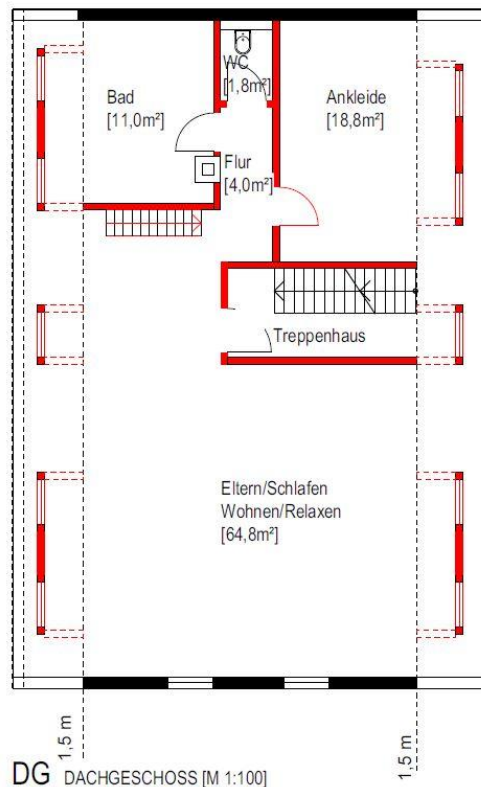 WC
[1,8m²]
Bad
[11,0m²]
Ankleide
[18,8m²]
Flur
[4,0m²]
Treppenhaus
Eltern/Schlafen
Wohnen/Relaxen
[64,8m²]
1,5 m
1,5 m
DG DACHGESCHOSS [M 1:100]